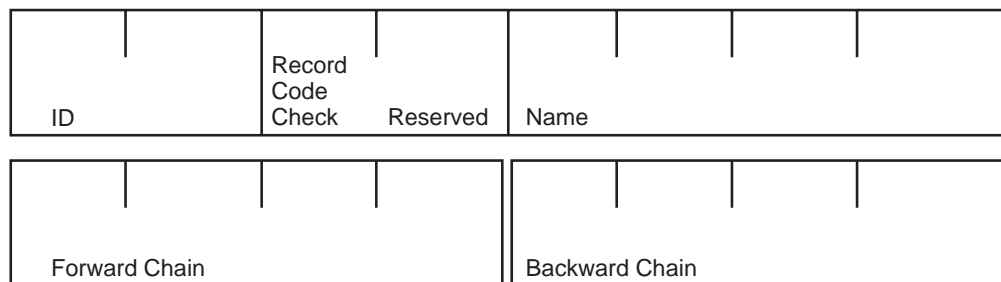 Record
Code
ID Check Reserved Name
Forward Chain Backward Chain